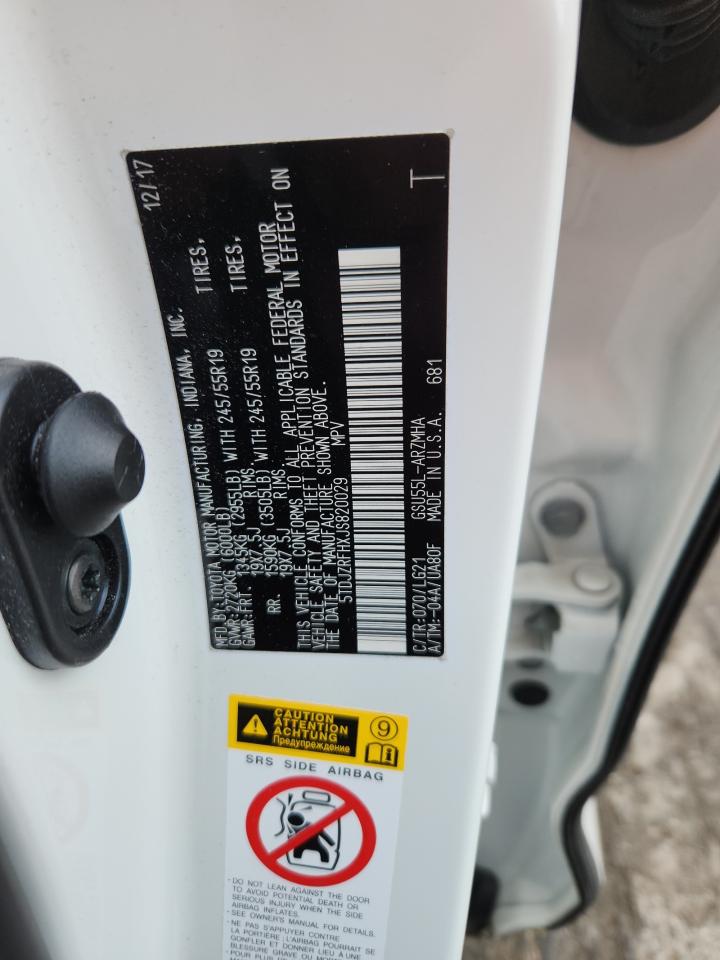 MFD.BY:TOYOTA MOTOR MANUFACTURING, INDIANA, INC. 12/17
GVWR:2720KG (6000LB)
GAWR:FRT. 1345KG (2955LB) WITH 245/55R19 TIRES,
19X7.5J RIMS,
RR. 1590KG (3505LB) WITH 245/55R19 TIRES,
19X7.5J RIMS,
THIS VEHICLE CONFORMS TO ALL APPLICABLE FEDERAL MOTOR
VEHICLE SAFETY AND THEFT PREVENTION STANDARDS IN EFFECT ON
THE DATE OF MANUFACTURE SHOWN ABOVE.
5TDJZRFHXJS820029 MPV
C/TR:070/LG21 GSU55L-ARZMHA T
A/TM:-04A/UA80F MADE IN U.S.A. 681
CAUTION
ATTENTION
ACHTUNG
Предупреждение
9
SRS SIDE AIRBAG
- DO NOT LEAN AGAINST THE DOOR
TO AVOID POTENTIAL DEATH OR
SERIOUS INJURY WHEN THE SIDE
AIRBAG INFLATES.
- SEE OWNER'S MANUAL FOR DETAILS.
- NE PAS S'APPUYER CONTRE
LA PORTIÈRE ; L'AIRBAG POURRAIT SE
GONFLER ET DONNER LIEU À UNE
BLESSURE GRAVE OU
- POUR PLUS